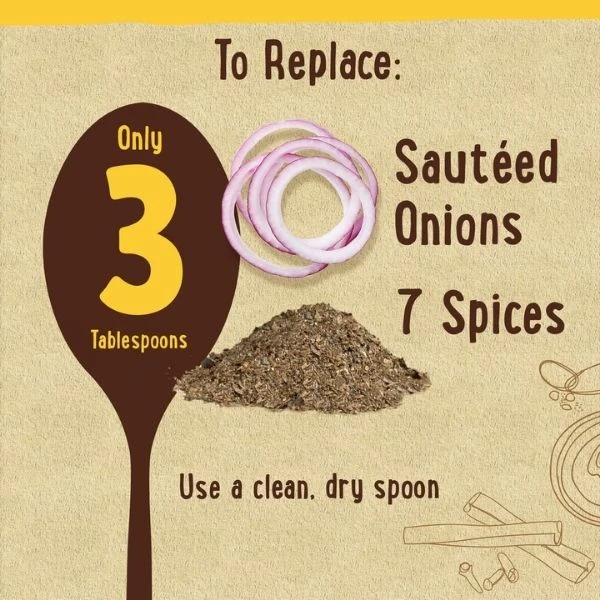 To Replace:
Only
3
Tablespoons
Sautéed
Onions
7 Spices
Use a clean, dry spoon